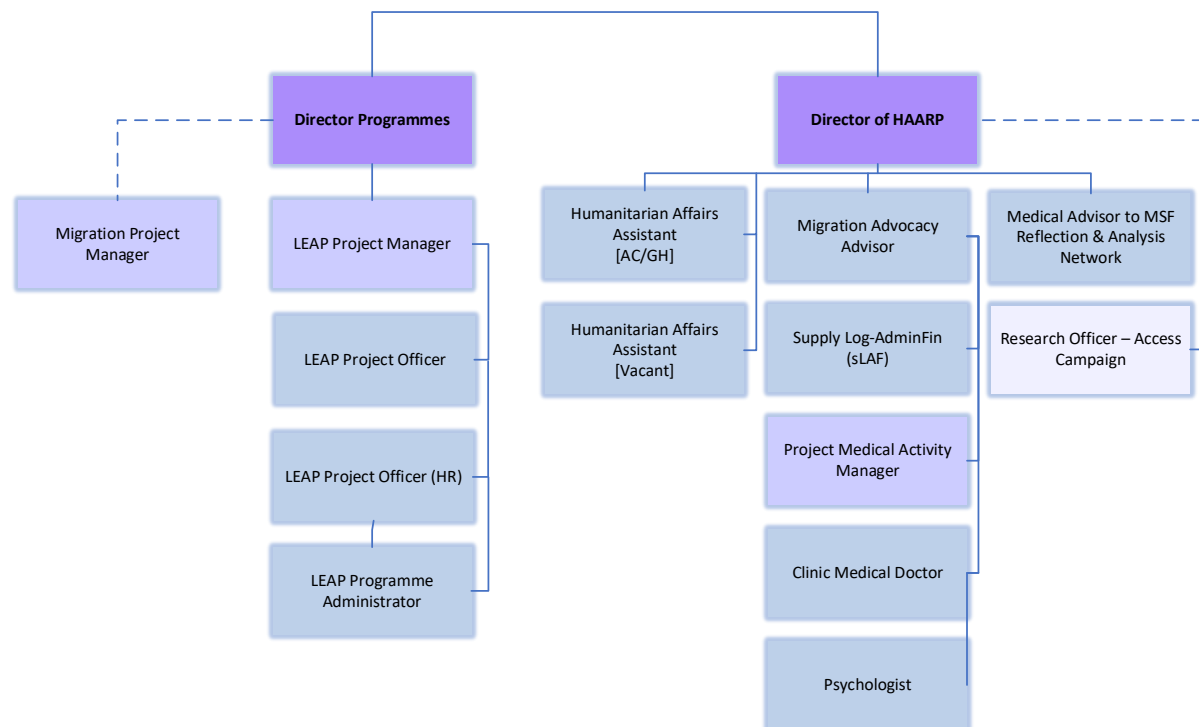 Director Programmes
Director of HAARP
Migration Project
Manager
LEAP Project Manager
LEAP Project Officer
LEAP Project Officer (HR)
LEAP Programme
Administrator
Humanitarian Affairs
Assistant
[AC/GH]
Humanitarian Affairs
Assistant
[Vacant]
Migration Advocacy
Advisor
Supply Log-AdminFin
(sLAF)
Project Medical Activity
Manager
Clinic Medical Doctor
Psychologist
Medical Advisor to MSF
Reflection & Analysis
Network
Research Officer – Access
Campaign